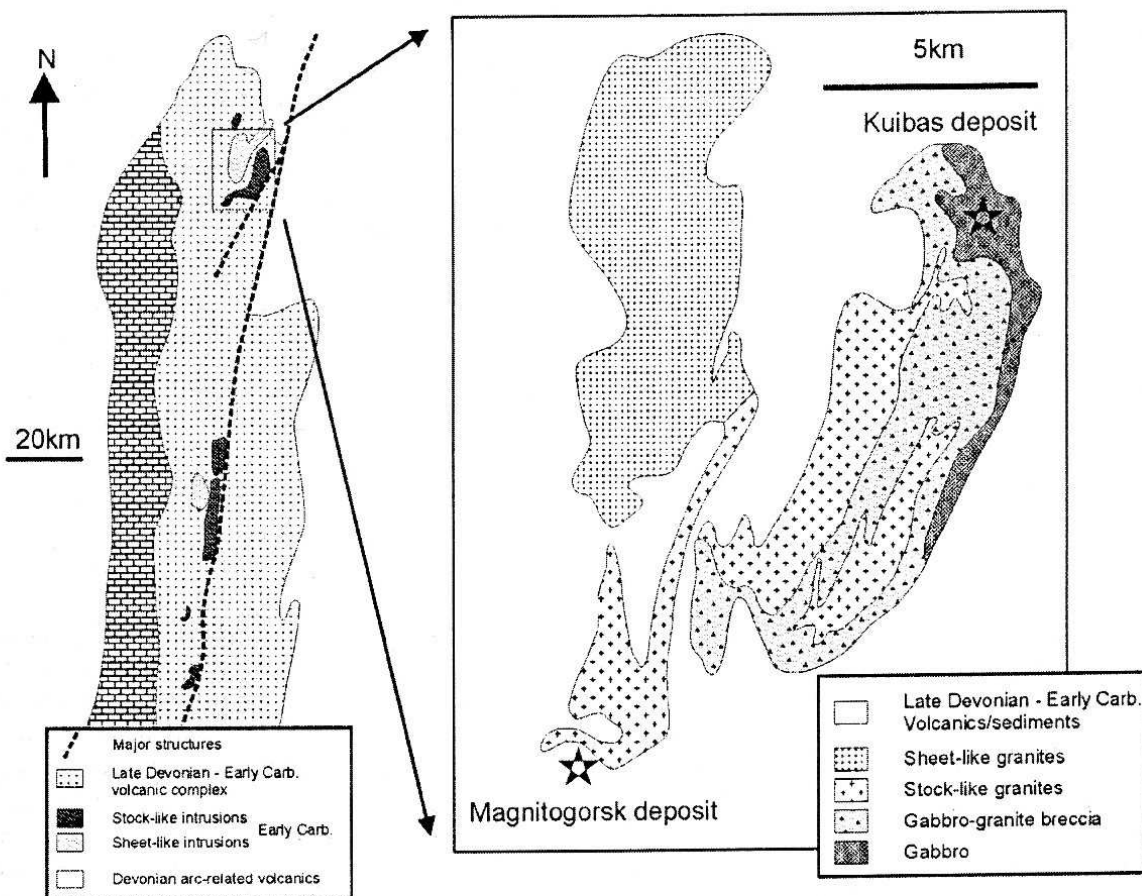 N
20km
Major structures
Late Devonian - Early Carb.
volcanic complex
Stock-like intrusions
Early Carb.
Sheet-like intrusions
Devonian arc-related volcanics
5km
Kuibas deposit
Magnitogorsk deposit
Late Devonian - Early Carb.
Volcanics/sediments
Sheet-like granites
Stock-like granites
Gabbro-granite breccia
Gabbro